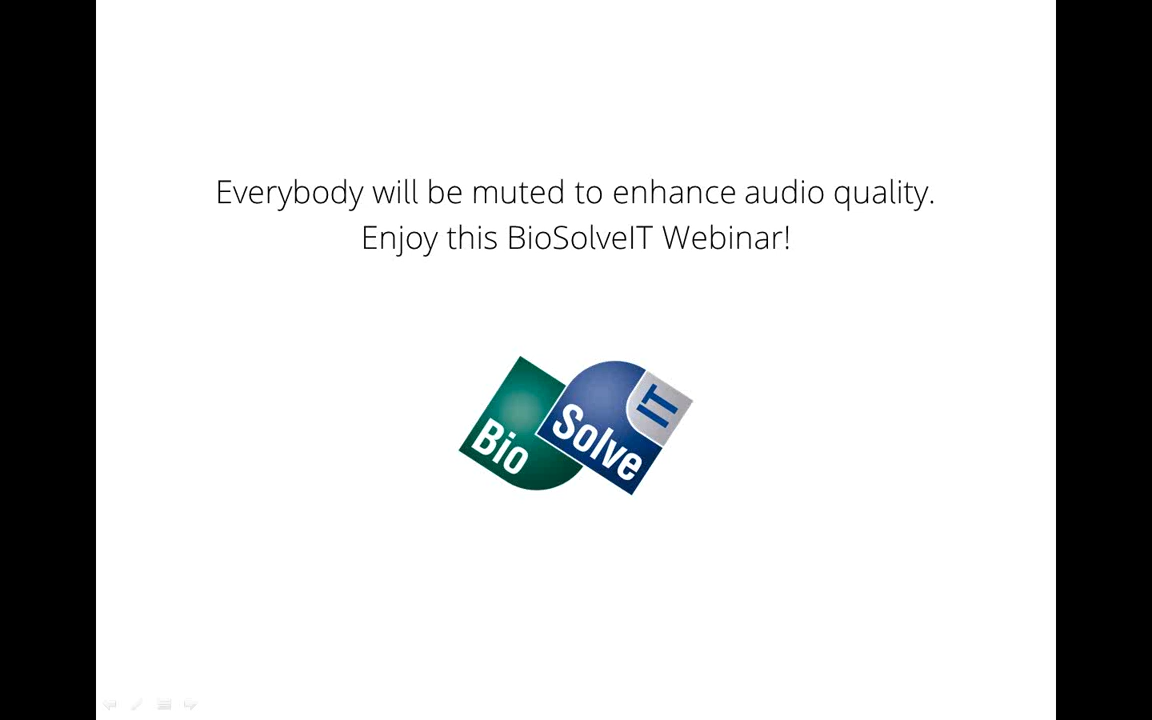 Everybody will be muted to enhance audio quality.
Enjoy this BioSolveIT Webinar!
Bio
Solve
IT